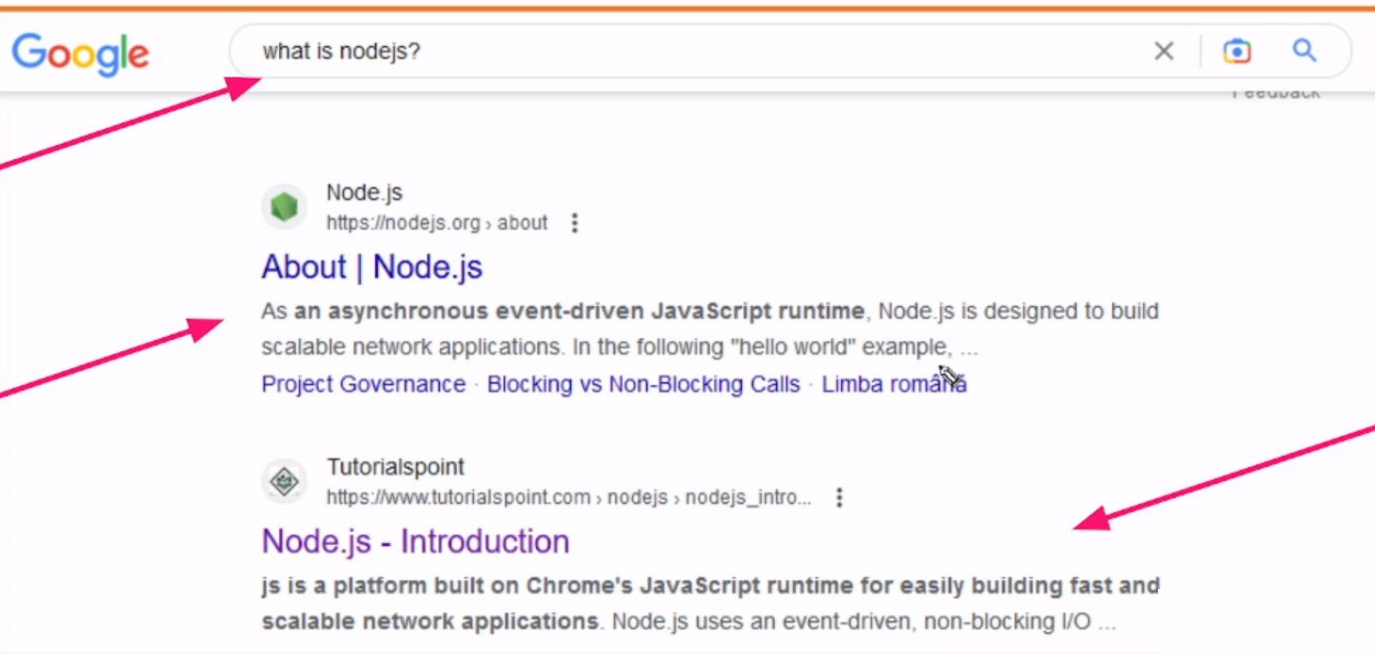 Google
what is nodejs?
Feedback
Node.js
https://nodejs.org › about
About | Node.js
As an asynchronous event-driven JavaScript runtime, Node.js is designed to build
scalable network applications. In the following "hello world" example, ...
Project Governance · Blocking vs Non-Blocking Calls · Limba română
Tutorialspoint
https://www.tutorialspoint.com › nodejs › nodejs_intro...
Node.js - Introduction
js is a platform built on Chrome's JavaScript runtime for easily building fast and
scalable network applications. Node.js uses an event-driven, non-blocking I/O ...